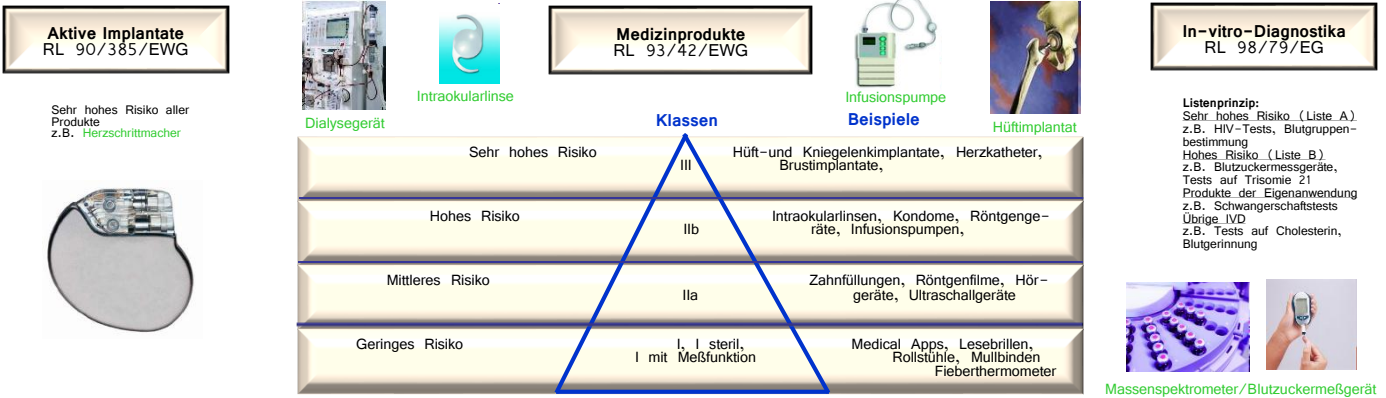 Aktive Implantate
RL 90/385/EWG
Sehr hohes Risiko aller
Produkte
z.B. Herzschrittmacher
Dialysegerät
Intraokularlinse
Medizinprodukte
RL 93/42/EWG
Infusionspumpe
Hüftimplantat
Klassen
Beispiele
Sehr hohes Risiko
III
Hüft-und Kniegelenkimplantate, Herzkatheter,
Brustimplantate,
Hohes Risiko
IIb
Intraokularlinsen, Kondome, Röntgenge-
räte, Infusionspumpen,
Mittleres Risiko
IIa
Zahnfüllungen, Röntgenfilme, Hör-
geräte, Ultraschallgeräte
Geringes Risiko
I, I steril,
I mit Meßfunktion
Medical Apps, Lesebrillen,
Rollstühle, Mullbinden
Fieberthermometer
In-vitro-Diagnostika
RL 98/79/EG
Listenprinzip:
Sehr hohes Risiko (Liste A)
z.B. HIV-Tests, Blutgruppen-
bestimmung
Hohes Risiko (Liste B)
z.B. Blutzuckermessgeräte,
Tests auf Trisomie 21
Produkte der Eigenanwendung
z.B. Schwangerschaftstests
Übrige IVD
z.B. Tests auf Cholesterin,
Blutgerinnung
Massenspektrometer/Blutzuckermeßgerät